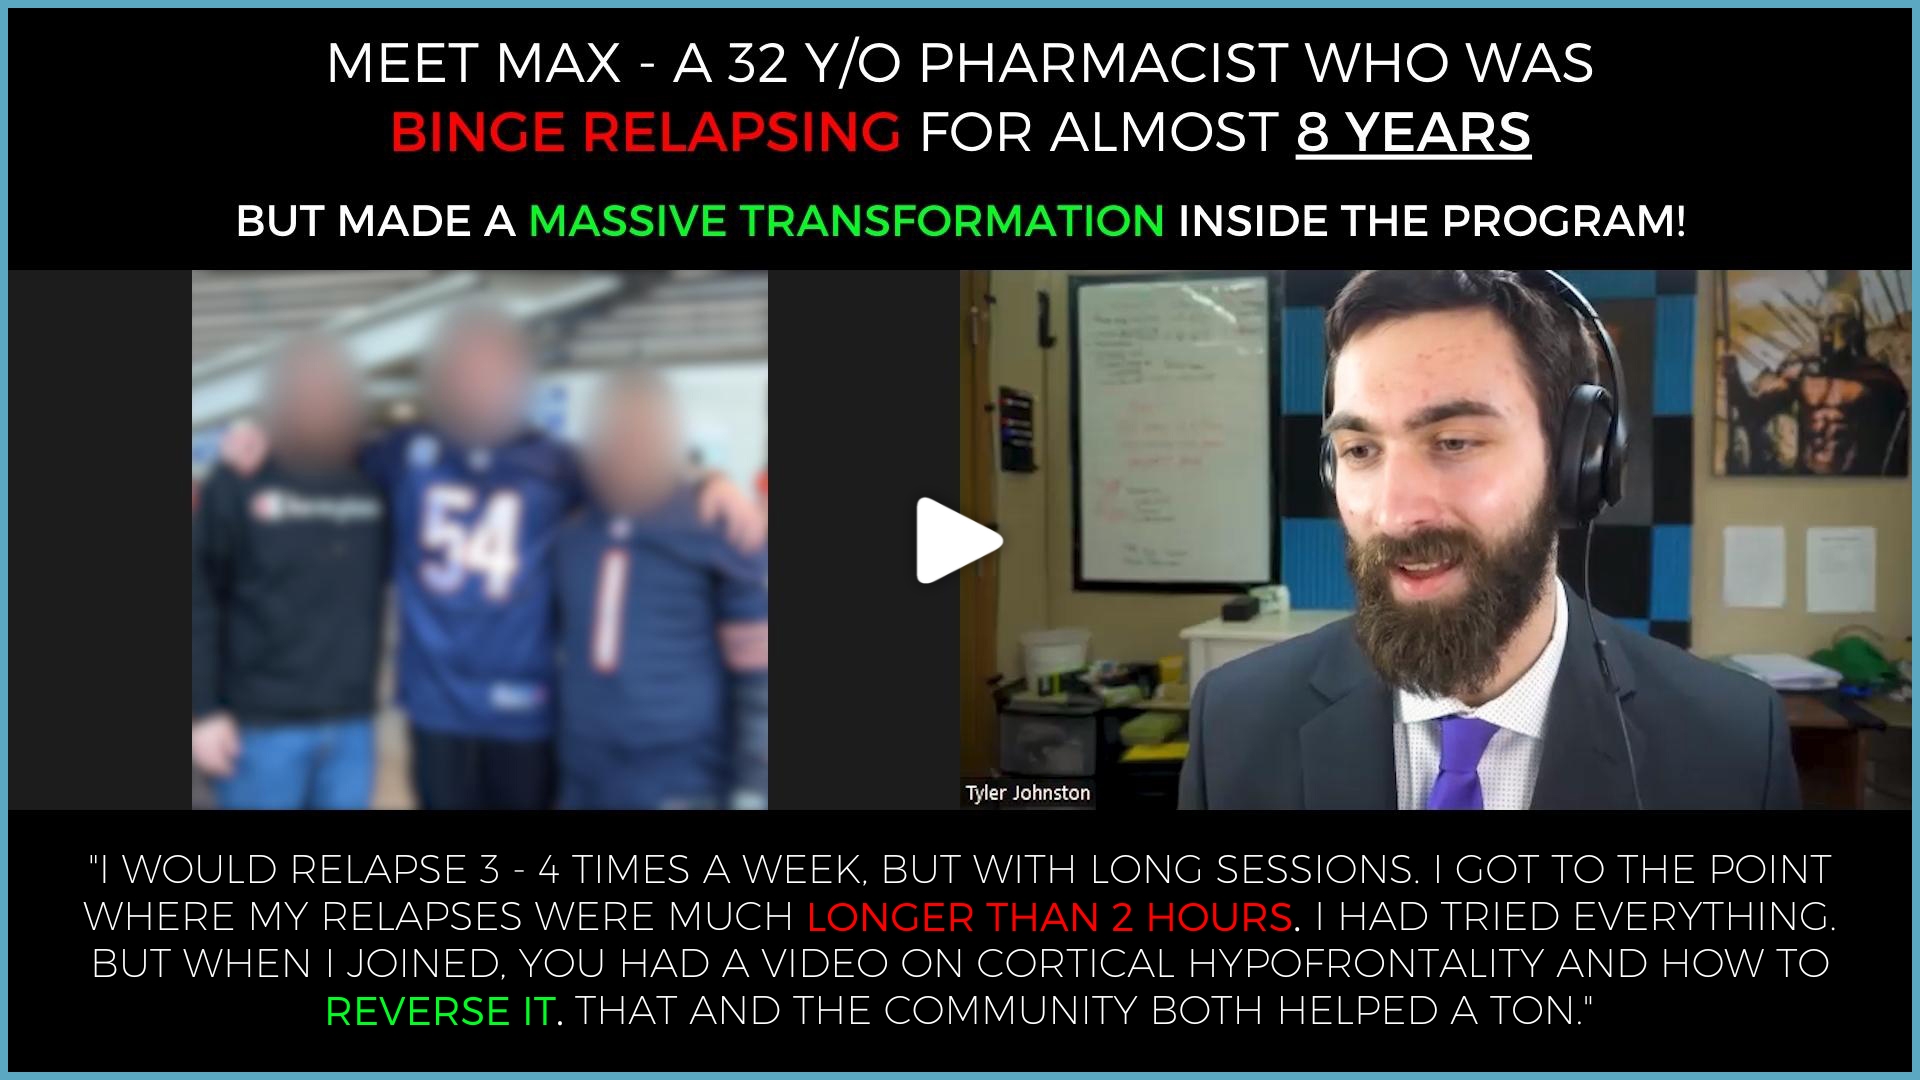 MEET MAX - A 32 Y/O PHARMACIST WHO WAS
BINGE RELAPSING FOR ALMOST 8 YEARS
BUT MADE A MASSIVE TRANSFORMATION INSIDE THE PROGRAM!
54
1
Tyler Johnston
"I WOULD RELAPSE 3 - 4 TIMES A WEEK, BUT WITH LONG SESSIONS. I GOT TO THE POINT
WHERE MY RELAPSES WERE MUCH LONGER THAN 2 HOURS. I HAD TRIED EVERYTHING.
BUT WHEN I JOINED, YOU HAD A VIDEO ON CORTICAL HYPOFRONTALITY AND HOW TO
REVERSE IT. THAT AND THE COMMUNITY BOTH HELPED A TON."